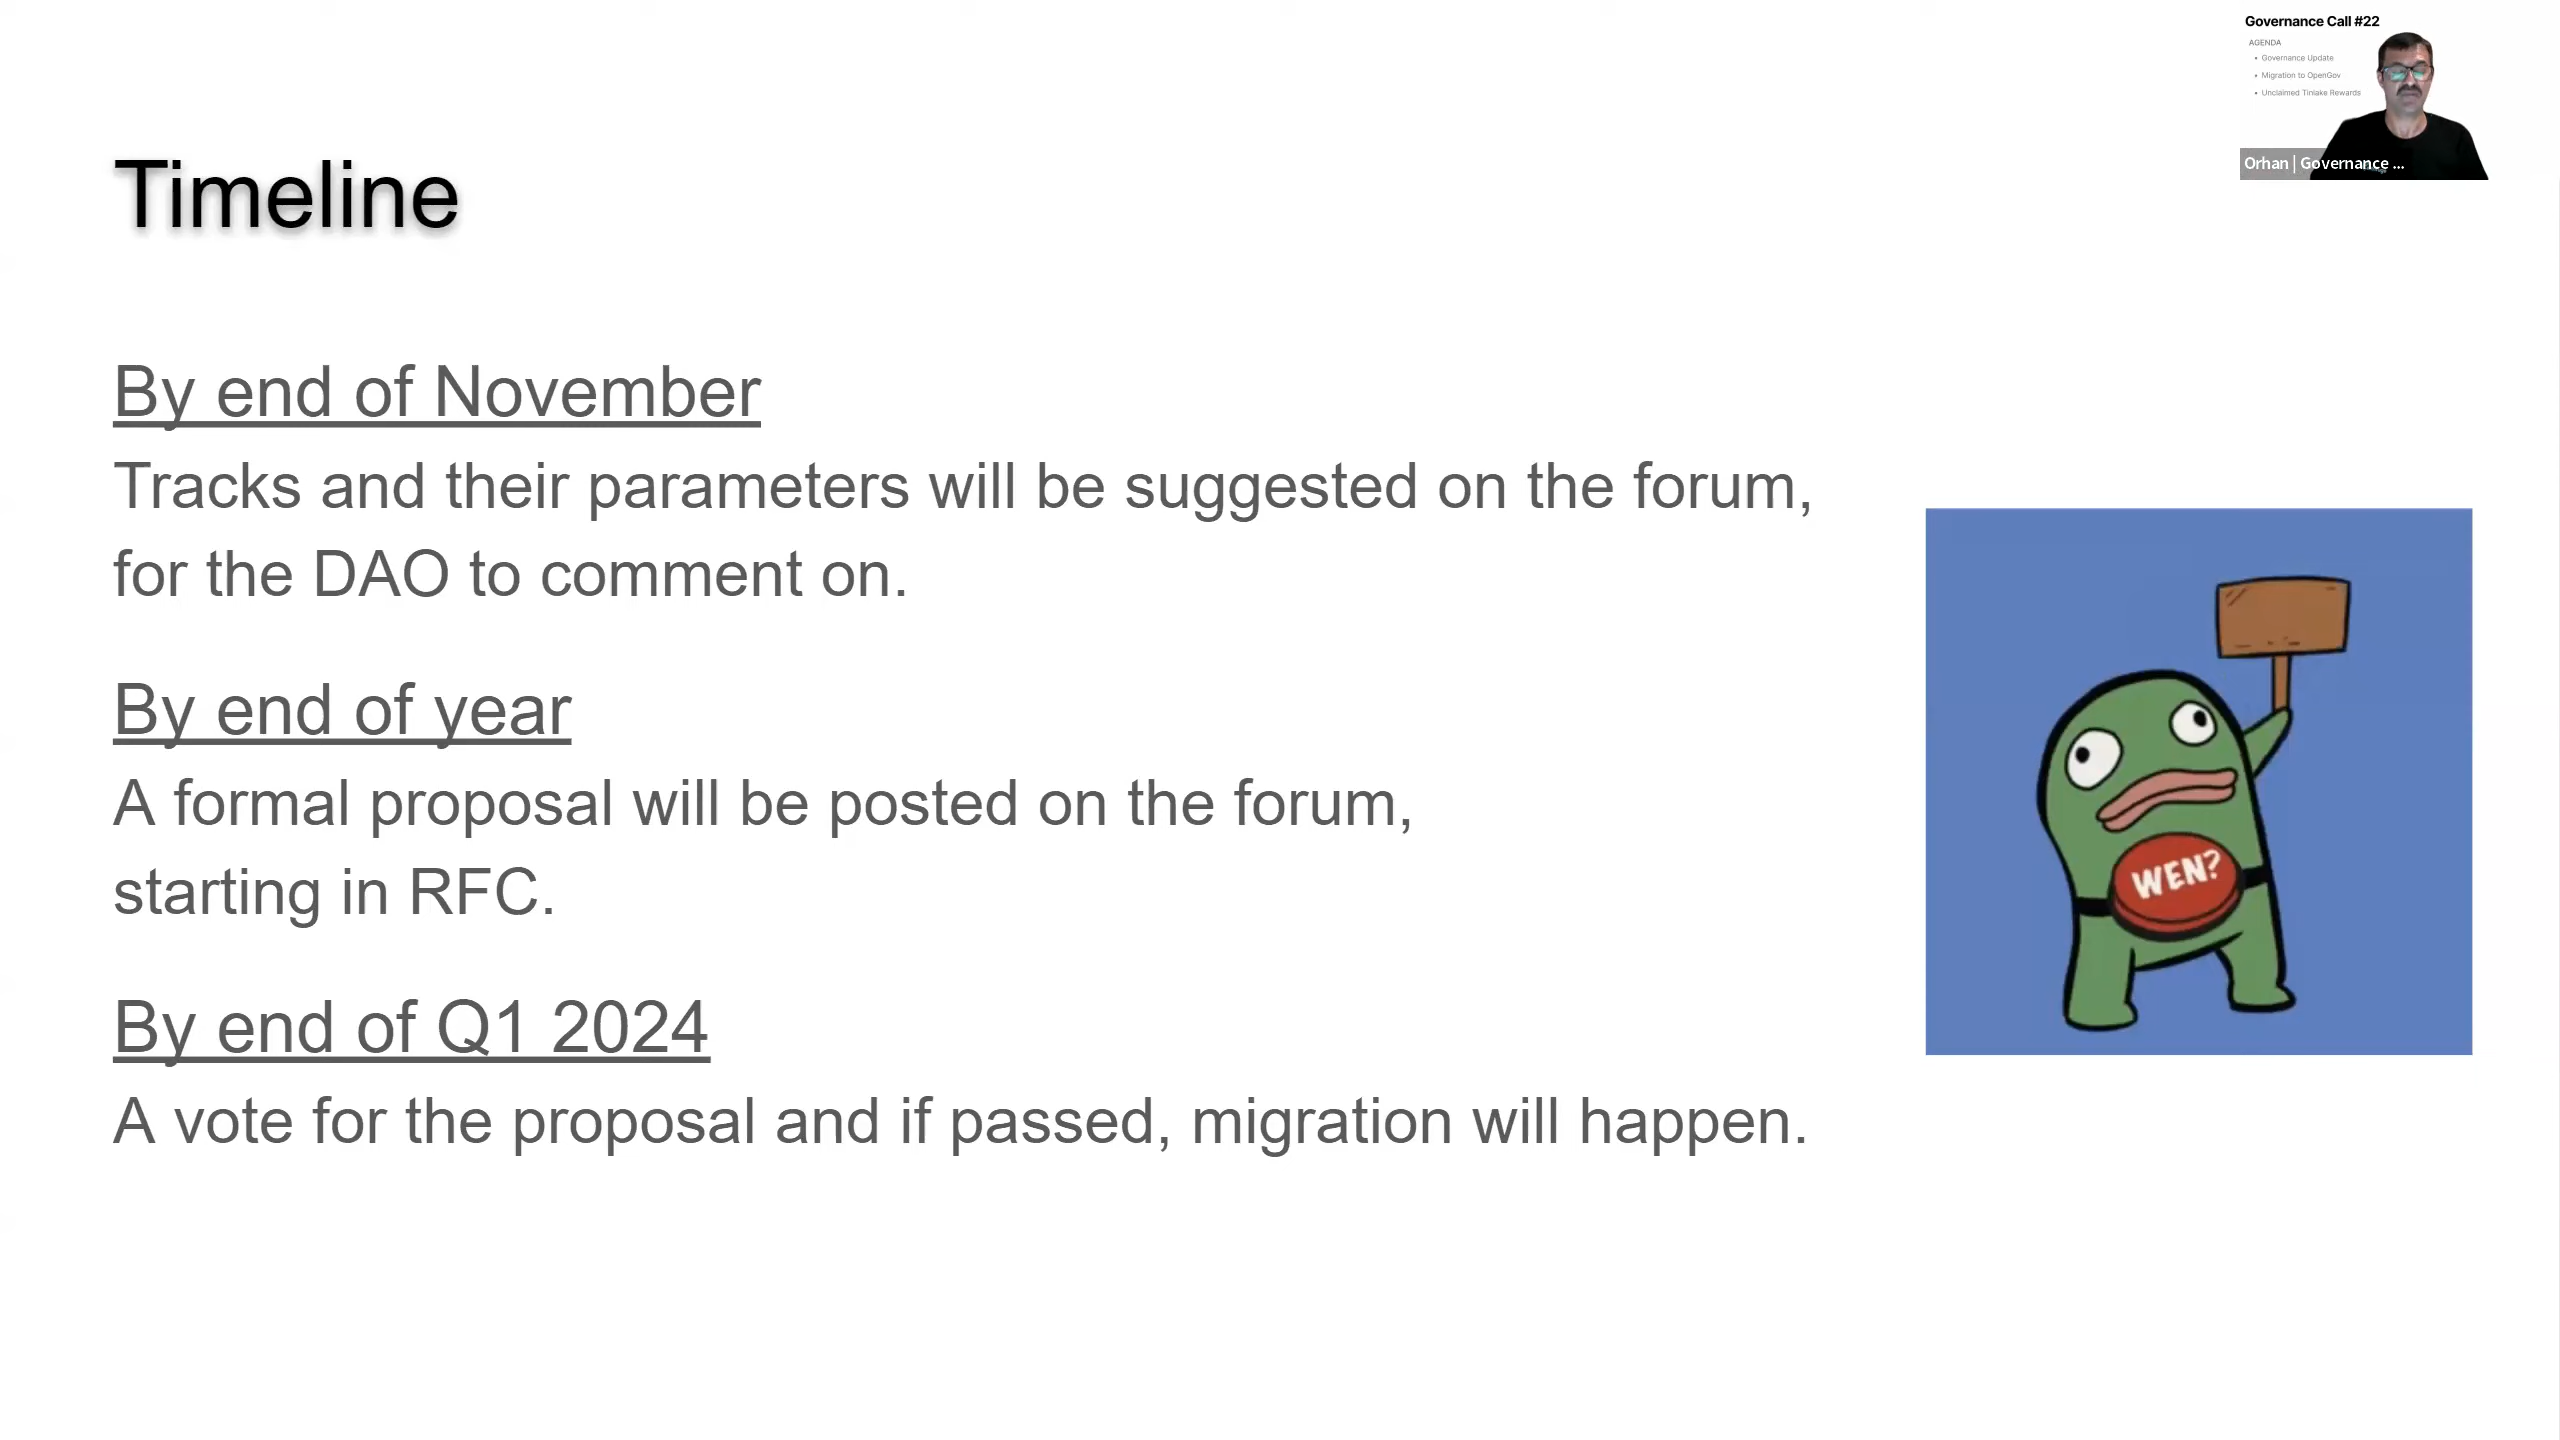 Governance Call #22
AGENDA
• Governance Update
• Migration to OpenGov
• Unclaimed Tinlake Rewards
Orhan | Governance ...
Timeline
By end of November
Tracks and their parameters will be suggested on the forum,
for the DAO to comment on.
By end of year
A formal proposal will be posted on the forum,
starting in RFC.
By end of Q1 2024
A vote for the proposal and if passed, migration will happen.
WEN?